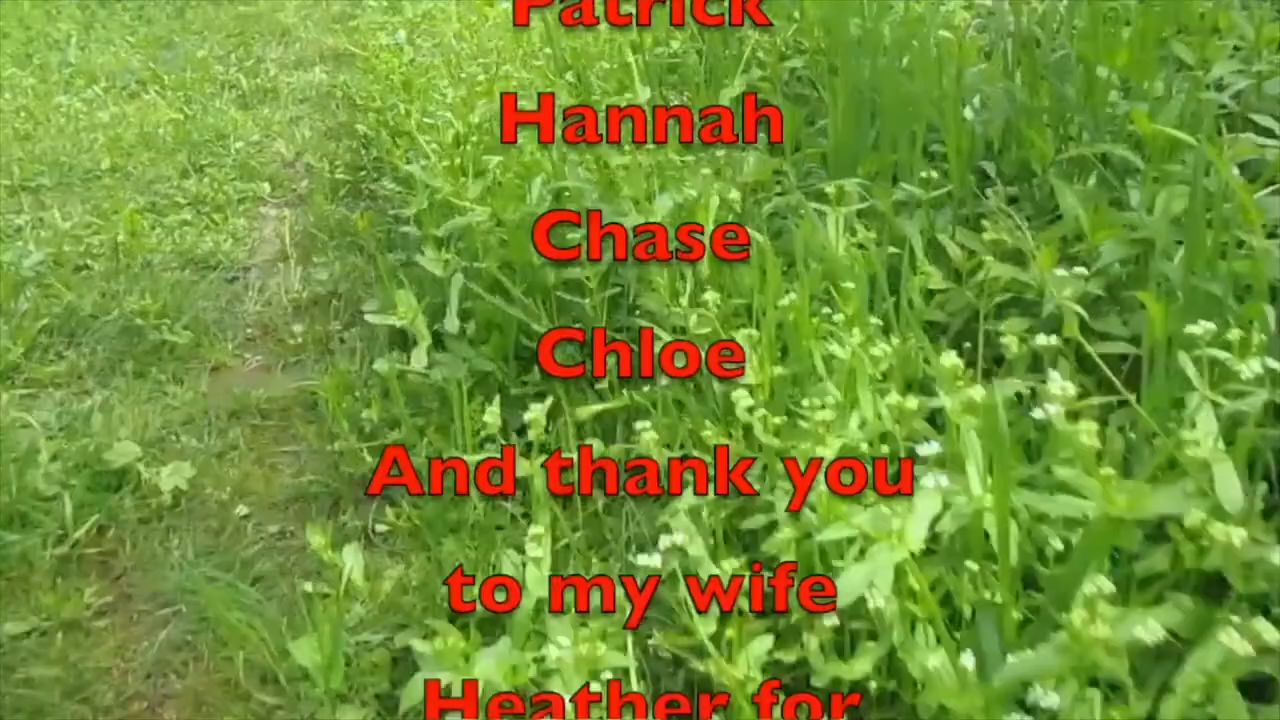 Patrick
Hannah
Chase
Chloe
And thank you
to my wife
Heather for